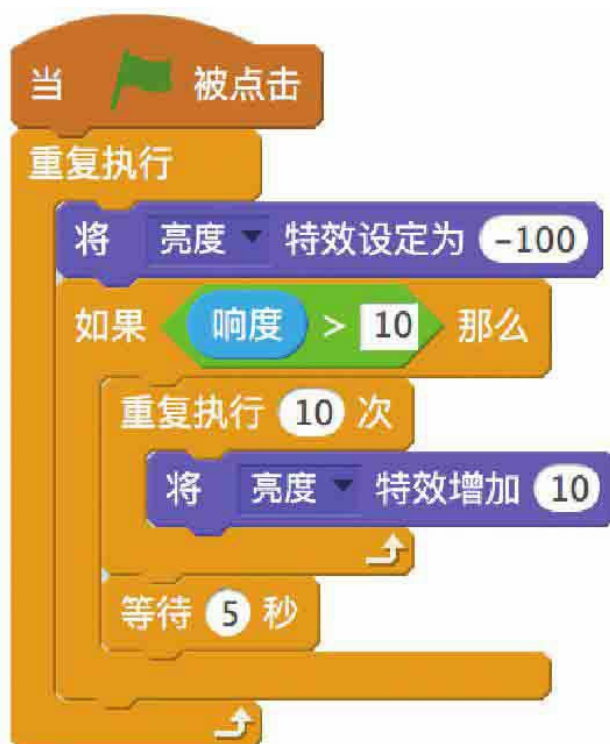 当 被点击
重复执行
将 亮度 特效设定为 -100
如果 响度 > 10 那么
重复执行 10 次
将 亮度 特效增加 10
等待 5 秒